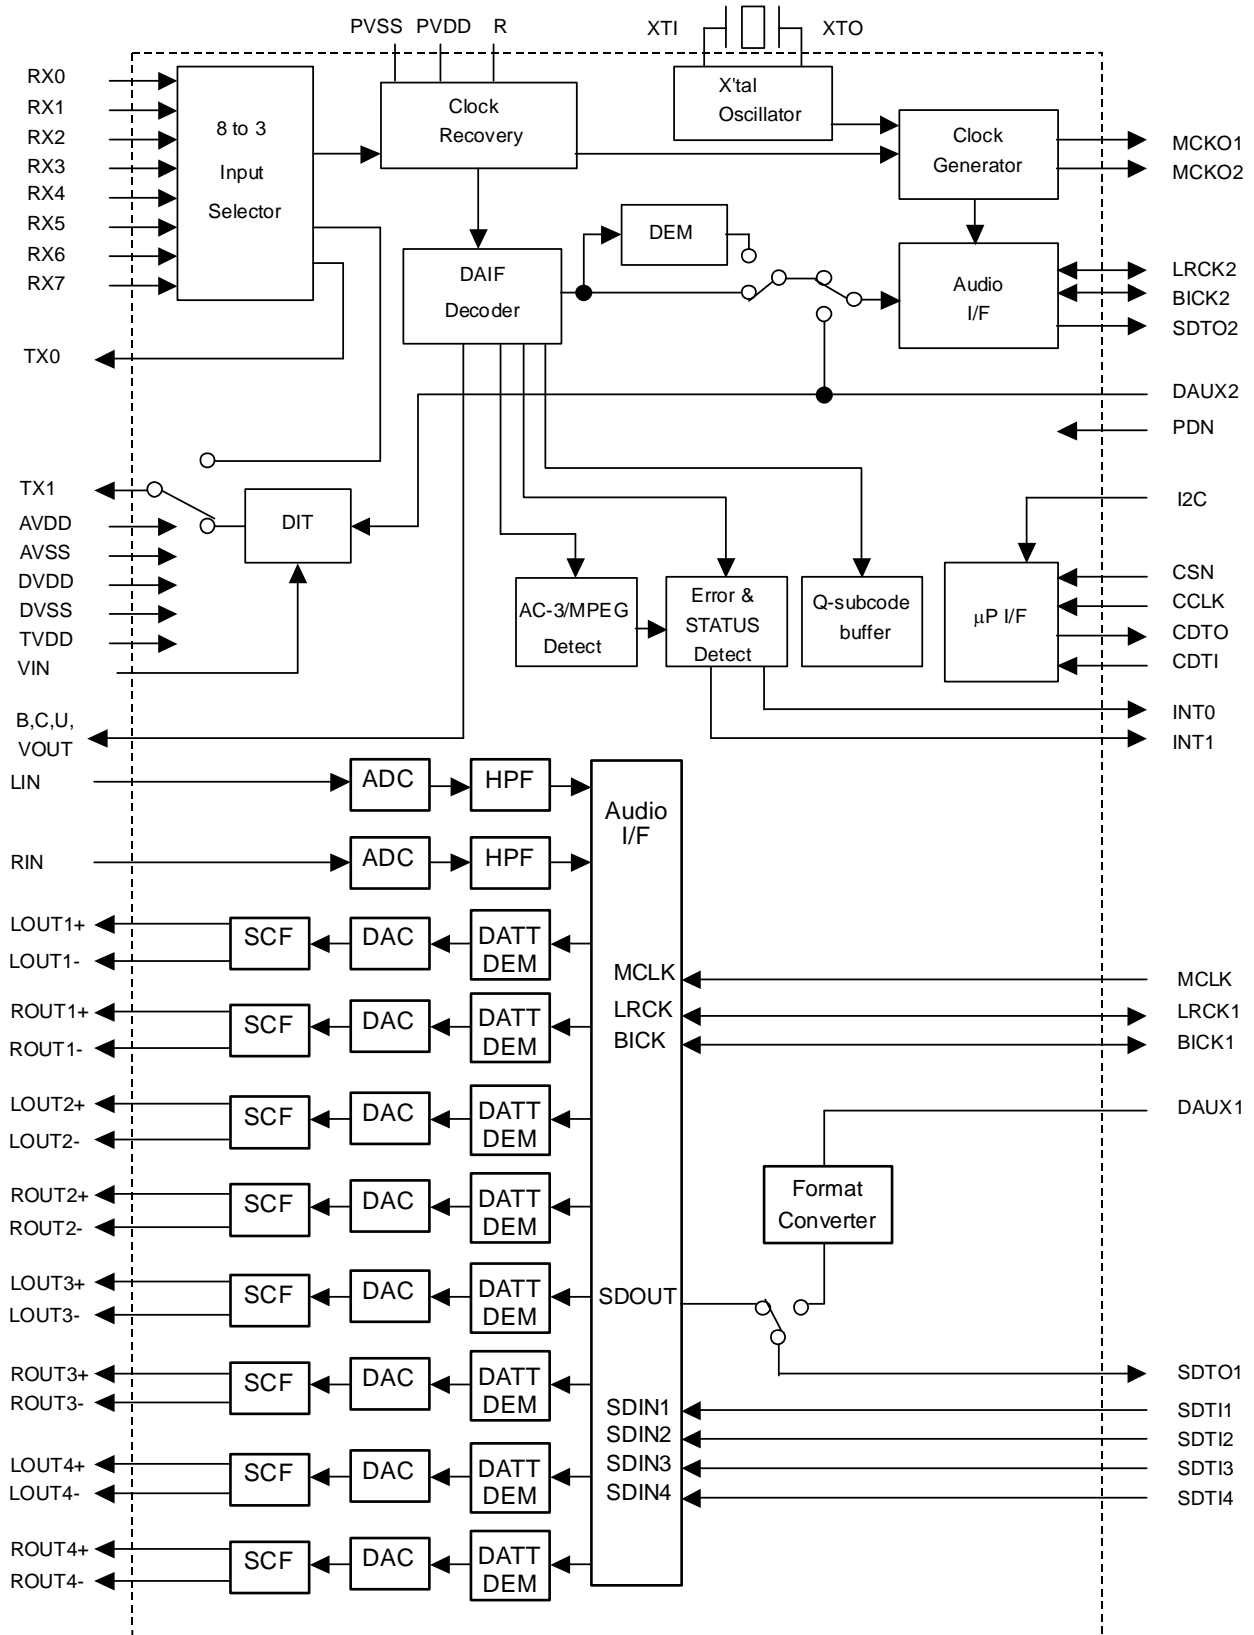 PVSS PVDD R
XTI XTO
RX0
RX1
RX2
RX3
RX4
RX5
RX6
RX7
8 to 3
Input
Selector
Clock
Recovery
X'tal
Oscillator
Clock
Generator
MCKO1
MCKO2
DEM
DAIF
Decoder
Audio
I/F
LRCK2
BICK2
SDTO2
TX0
DAUX2
PDN
TX1
AVDD
AVSS
DVDD
DVSS
TVDD
VIN
DIT
I2C
CSN
CCLK
CDTO
CDTI
AC-3/MPEG
Detect
Error &
STATUS
Detect
Q-subcode
buffer
µP I/F
INT0
INT1
B,C,U,
VOUT
LIN
ADC
HPF
Audio
I/F
RIN
ADC
HPF
LOUT1+
LOUT1-
SCF
DAC
DATT
DEM
MCLK
MCLK
ROUT1+
ROUT1-
SCF
DAC
DATT
DEM
LRCK
LRCK1
BICK
BICK1
LOUT2+
LOUT2-
SCF
DAC
DATT
DEM
DAUX1
ROUT2+
ROUT2-
SCF
DAC
DATT
DEM
Format
Converter
LOUT3+
LOUT3-
SCF
DAC
DATT
DEM
SDOUT
ROUT3+
ROUT3-
SCF
DAC
DATT
DEM
SDTO1
SDIN1
SDTI1
SDIN2
SDTI2
SDIN3
SDTI3
SDIN4
SDTI4
LOUT4+
LOUT4-
SCF
DAC
DATT
DEM
ROUT4+
ROUT4-
SCF
DAC
DATT
DEM